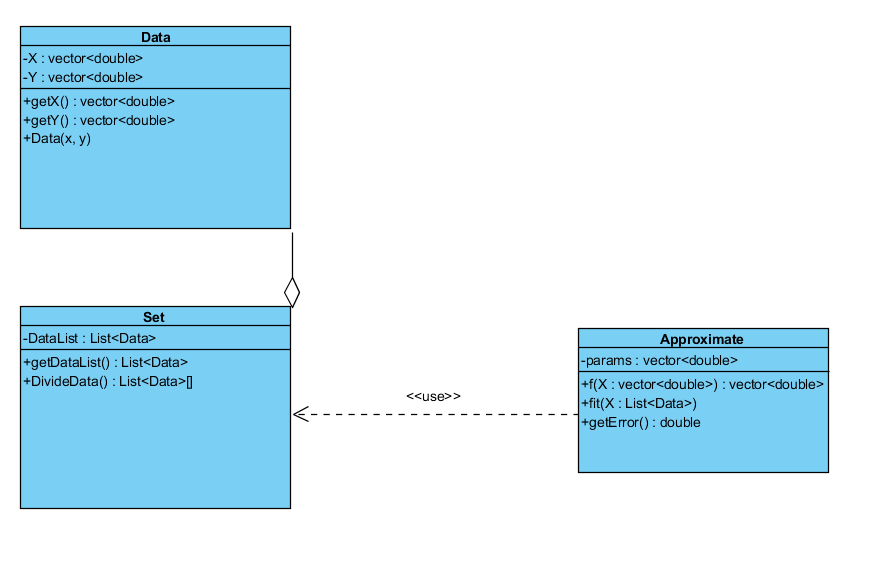 Data
-X : vector<double>
-Y : vector<double>
+getX() : vector<double>
+getY() : vector<double>
+Data(x, y)
Set
-DataList : List<Data>
+getDataList() : List<Data>
+DivideData() : List<Data>[]
<<use>>
Approximate
-params : vector<double>
+f(X : vector<double>) : vector<double>
+fit(X : List<Data>)
+getError() : double